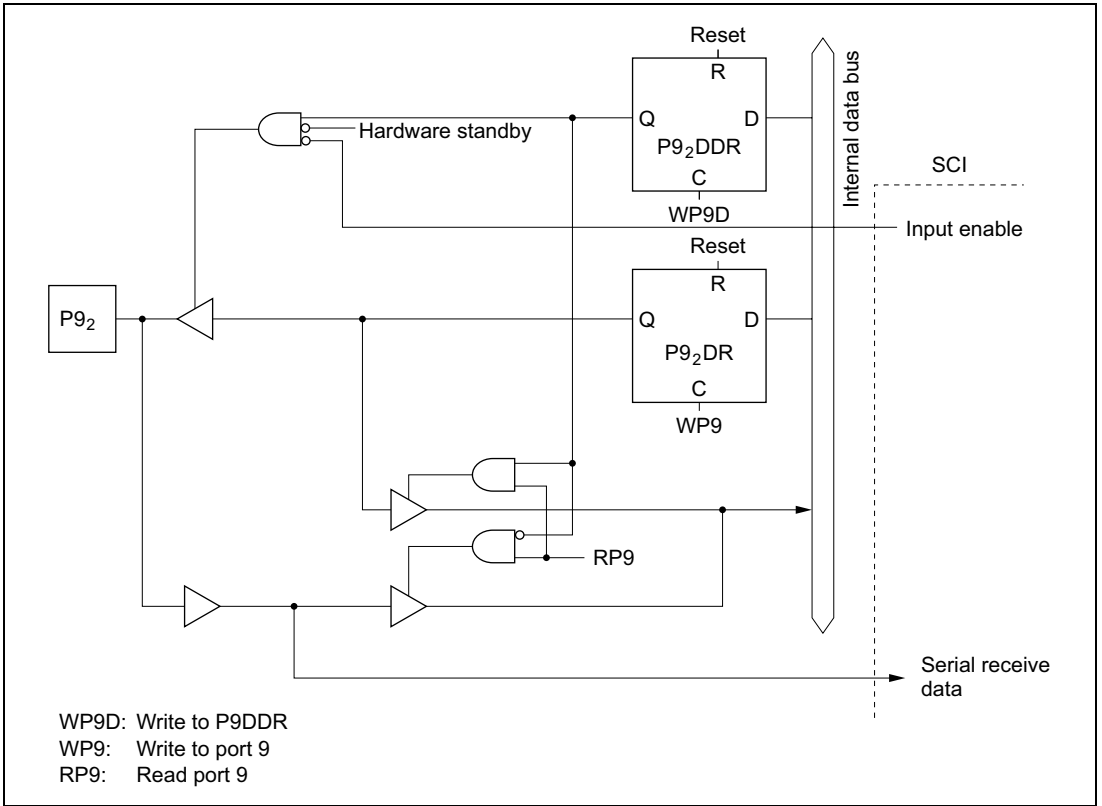 Reset
R
Q
D
P9₂DDR
C
WP9D
Hardware standby
Internal data bus
SCI
Input enable
Reset
R
Q
D
P9₂DR
C
WP9
P9₂
RP9
Serial receive
data
WP9D: Write to P9DDR
WP9: Write to port 9
RP9: Read port 9